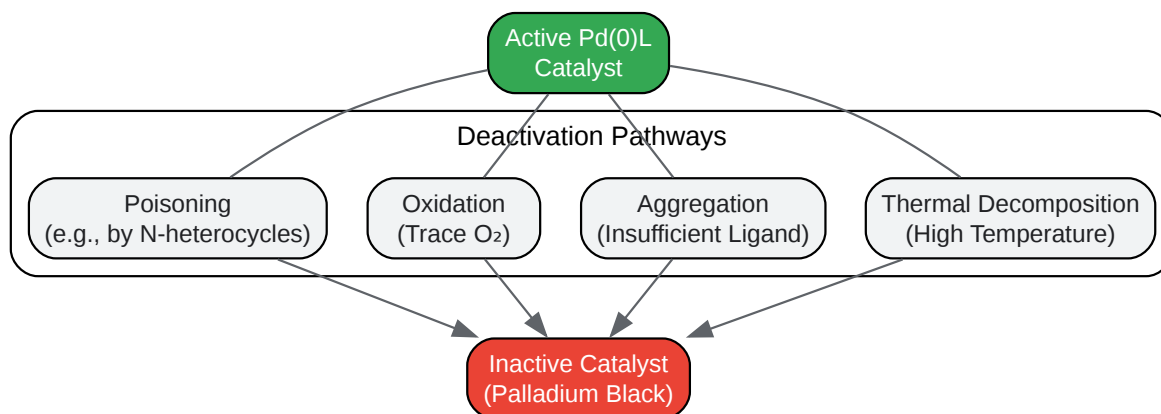 Active Pd(0)L
Catalyst
Deactivation Pathways
Poisoning
(e.g., by N-heterocycles)
Oxidation
(Trace O₂)
Aggregation
(Insufficient Ligand)
Thermal Decomposition
(High Temperature)
Inactive Catalyst
(Palladium Black)